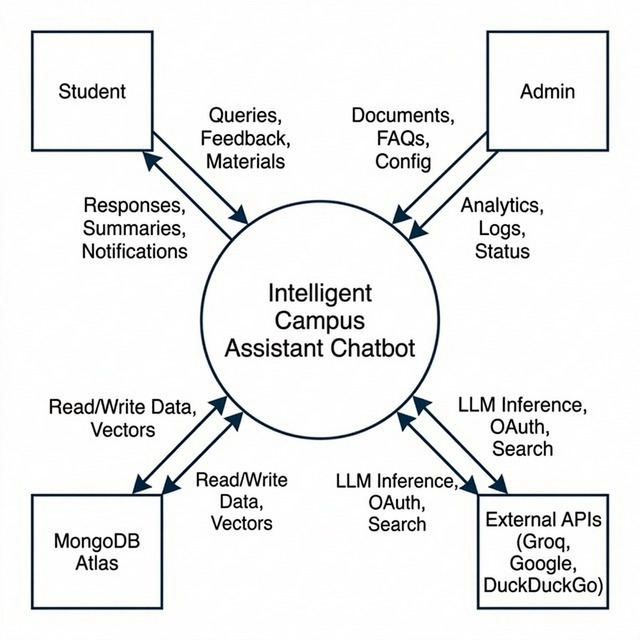 Student
Admin
Queries,
Feedback,
Materials
Documents,
FAQs,
Config
Responses,
Summaries,
Notifications
Analytics,
Logs,
Status
Intelligent
Campus
Assistant Chatbot
Read/Write Data,
Vectors
LLM Inference,
OAuth,
Search
Read/Write
Data,
Vectors
LLM Inference,
OAuth,
Search
MongoDB
Atlas
External APIs
(Groq,
Google,
DuckDuckGo)